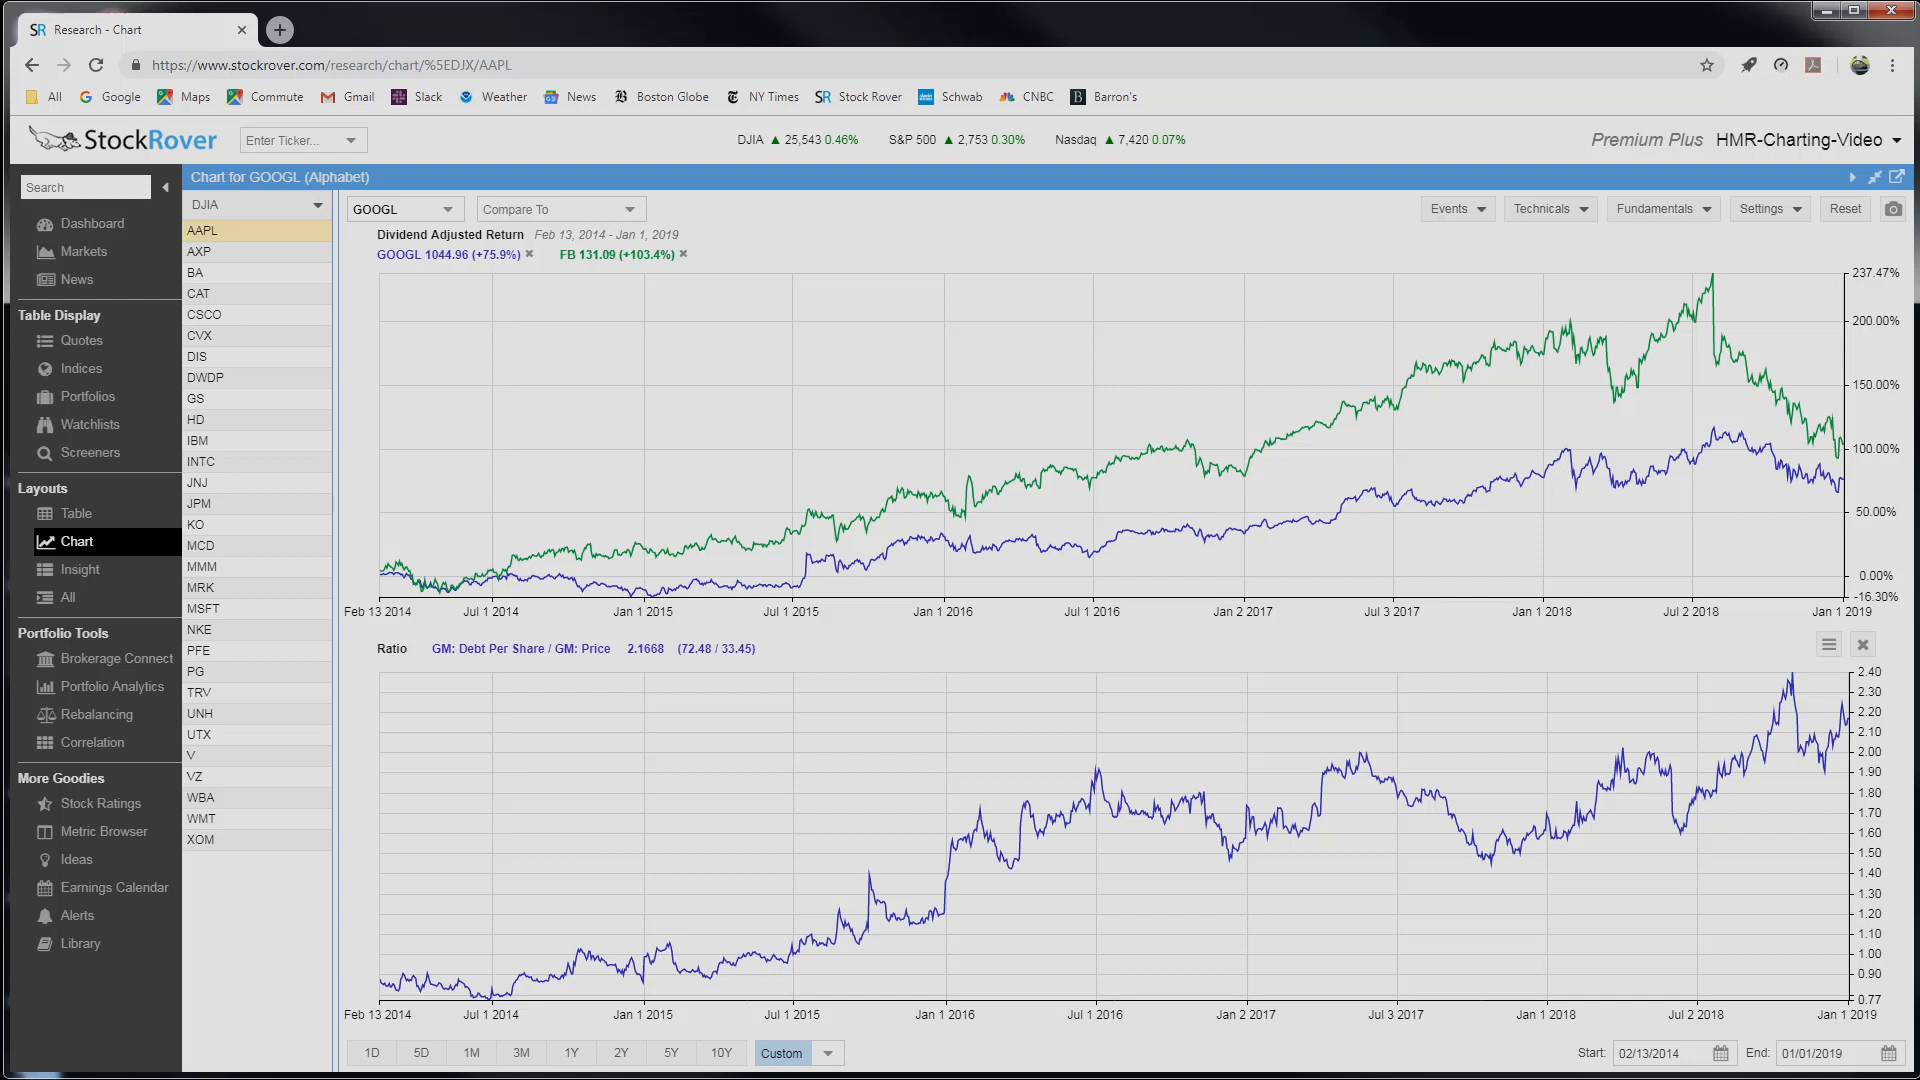 SR Research - Chart
https://www.stockrover.com/research/chart/%5EDJX/AAPL
All Google Maps Commute Gmail Slack Weather News Boston Globe NY Times SR Stock Rover Schwab CNBC Barron's
StockRover Enter Ticker... DJIA ▲ 25,543 0.46% S&P 500 ▲ 2,753 0.30% Nasdaq ▲ 7,420 0.07% Premium Plus HMR-Charting-Video
Search
Dashboard
Markets
News
Table Display
Quotes
Indices
Portfolios
Watchlists
Screeners
Layouts
Table
Chart
Insight
All
Portfolio Tools
Brokerage Connect
Portfolio Analytics
Rebalancing
Correlation
More Goodies
Stock Ratings
Metric Browser
Ideas
Earnings Calendar
Alerts
Library
Chart for GOOGL (Alphabet)
DJIA
AAPL
AXP
BA
CAT
CSCO
CVX
DIS
DWDP
GS
HD
IBM
INTC
JNJ
JPM
KO
MCD
MMM
MRK
MSFT
NKE
PFE
PG
TRV
UNH
UTX
V
VZ
WBA
WMT
XOM
GOOGL Compare To Events Technicals Fundamentals Settings Reset
Dividend Adjusted Return Feb 13, 2014 - Jan 1, 2019
GOOGL 1044.96 (+75.9%) FB 131.09 (+103.4%)
237.47%
200.00%
150.00%
100.00%
50.00%
0.00%
-16.30%
Feb 13 2014 Jul 1 2014 Jan 1 2015 Jul 1 2015 Jan 1 2016 Jul 1 2016 Jan 2 2017 Jul 3 2017 Jan 1 2018 Jul 2 2018 Jan 1 2019
Ratio GM: Debt Per Share / GM: Price 2.1668 (72.48 / 33.45)
2.40
2.30
2.20
2.10
2.00
1.90
1.80
1.70
1.60
1.50
1.40
1.30
1.20
1.10
1.00
0.90
0.77
Feb 13 2014 Jul 1 2014 Jan 1 2015 Jul 1 2015 Jan 1 2016 Jul 1 2016 Jan 2 2017 Jul 3 2017 Jan 1 2018 Jul 2 2018 Jan 1 2019
1D 5D 1M 3M 1Y 2Y 5Y 10Y Custom Start: 02/13/2014 End: 01/01/2019